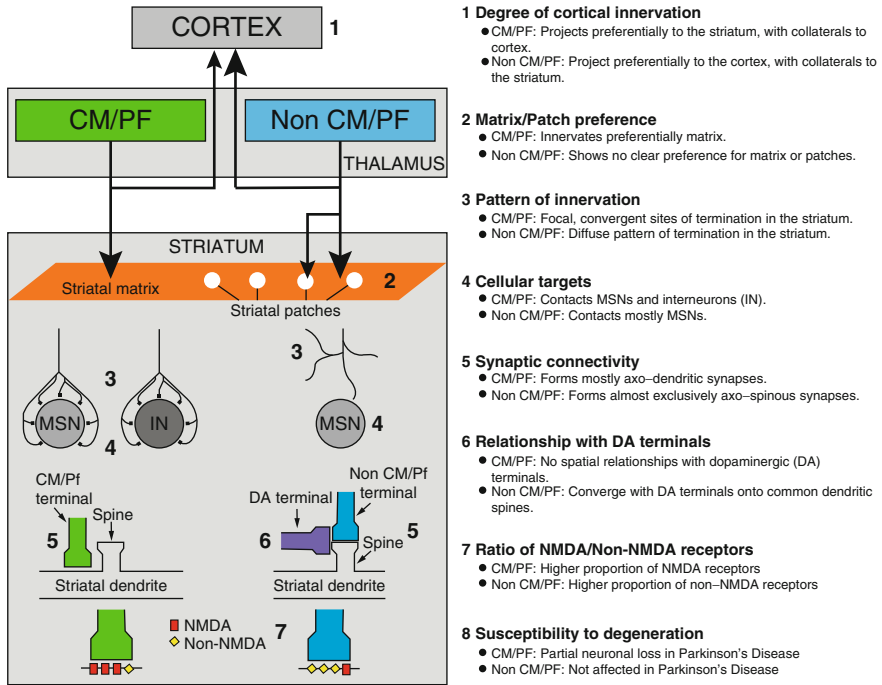 CORTEX
1
CM/PF
Non CM/PF
THALAMUS
STRIATUM
Striatal matrix
2
Striatal patches
3
3
MSN
IN
MSN
4
4
CM/Pf
terminal
Spine
5
Non CM/Pf
terminal
DA terminal
5
6
Spine
Striatal dendrite
Striatal dendrite
NMDA
Non-NMDA
7
1 Degree of cortical innervation
● CM/PF: Projects preferentially to the striatum, with collaterals to
cortex.
● Non CM/PF: Project preferentially to the cortex, with collaterals to
the striatum.
2 Matrix/Patch preference
● CM/PF: Innervates preferentially matrix.
● Non CM/PF: Shows no clear preference for matrix or patches.
3 Pattern of innervation
● CM/PF: Focal, convergent sites of termination in the striatum.
● Non CM/PF: Diffuse pattern of termination in the striatum.
4 Cellular targets
● CM/PF: Contacts MSNs and interneurons (IN).
● Non CM/PF: Contacts mostly MSNs.
5 Synaptic connectivity
● CM/PF: Forms mostly axo–dendritic synapses.
● Non CM/PF: Forms almost exclusively axo–spinous synapses.
6 Relationship with DA terminals
● CM/PF: No spatial relationships with dopaminergic (DA)
terminals.
● Non CM/PF: Converge with DA terminals onto common dendritic
spines.
7 Ratio of NMDA/Non-NMDA receptors
● CM/PF: Higher proportion of NMDA receptors
● Non CM/PF: Higher proportion of non–NMDA receptors
8 Susceptibility to degeneration
● CM/PF: Partial neuronal loss in Parkinson's Disease
● Non CM/PF: Not affected in Parkinson's Disease